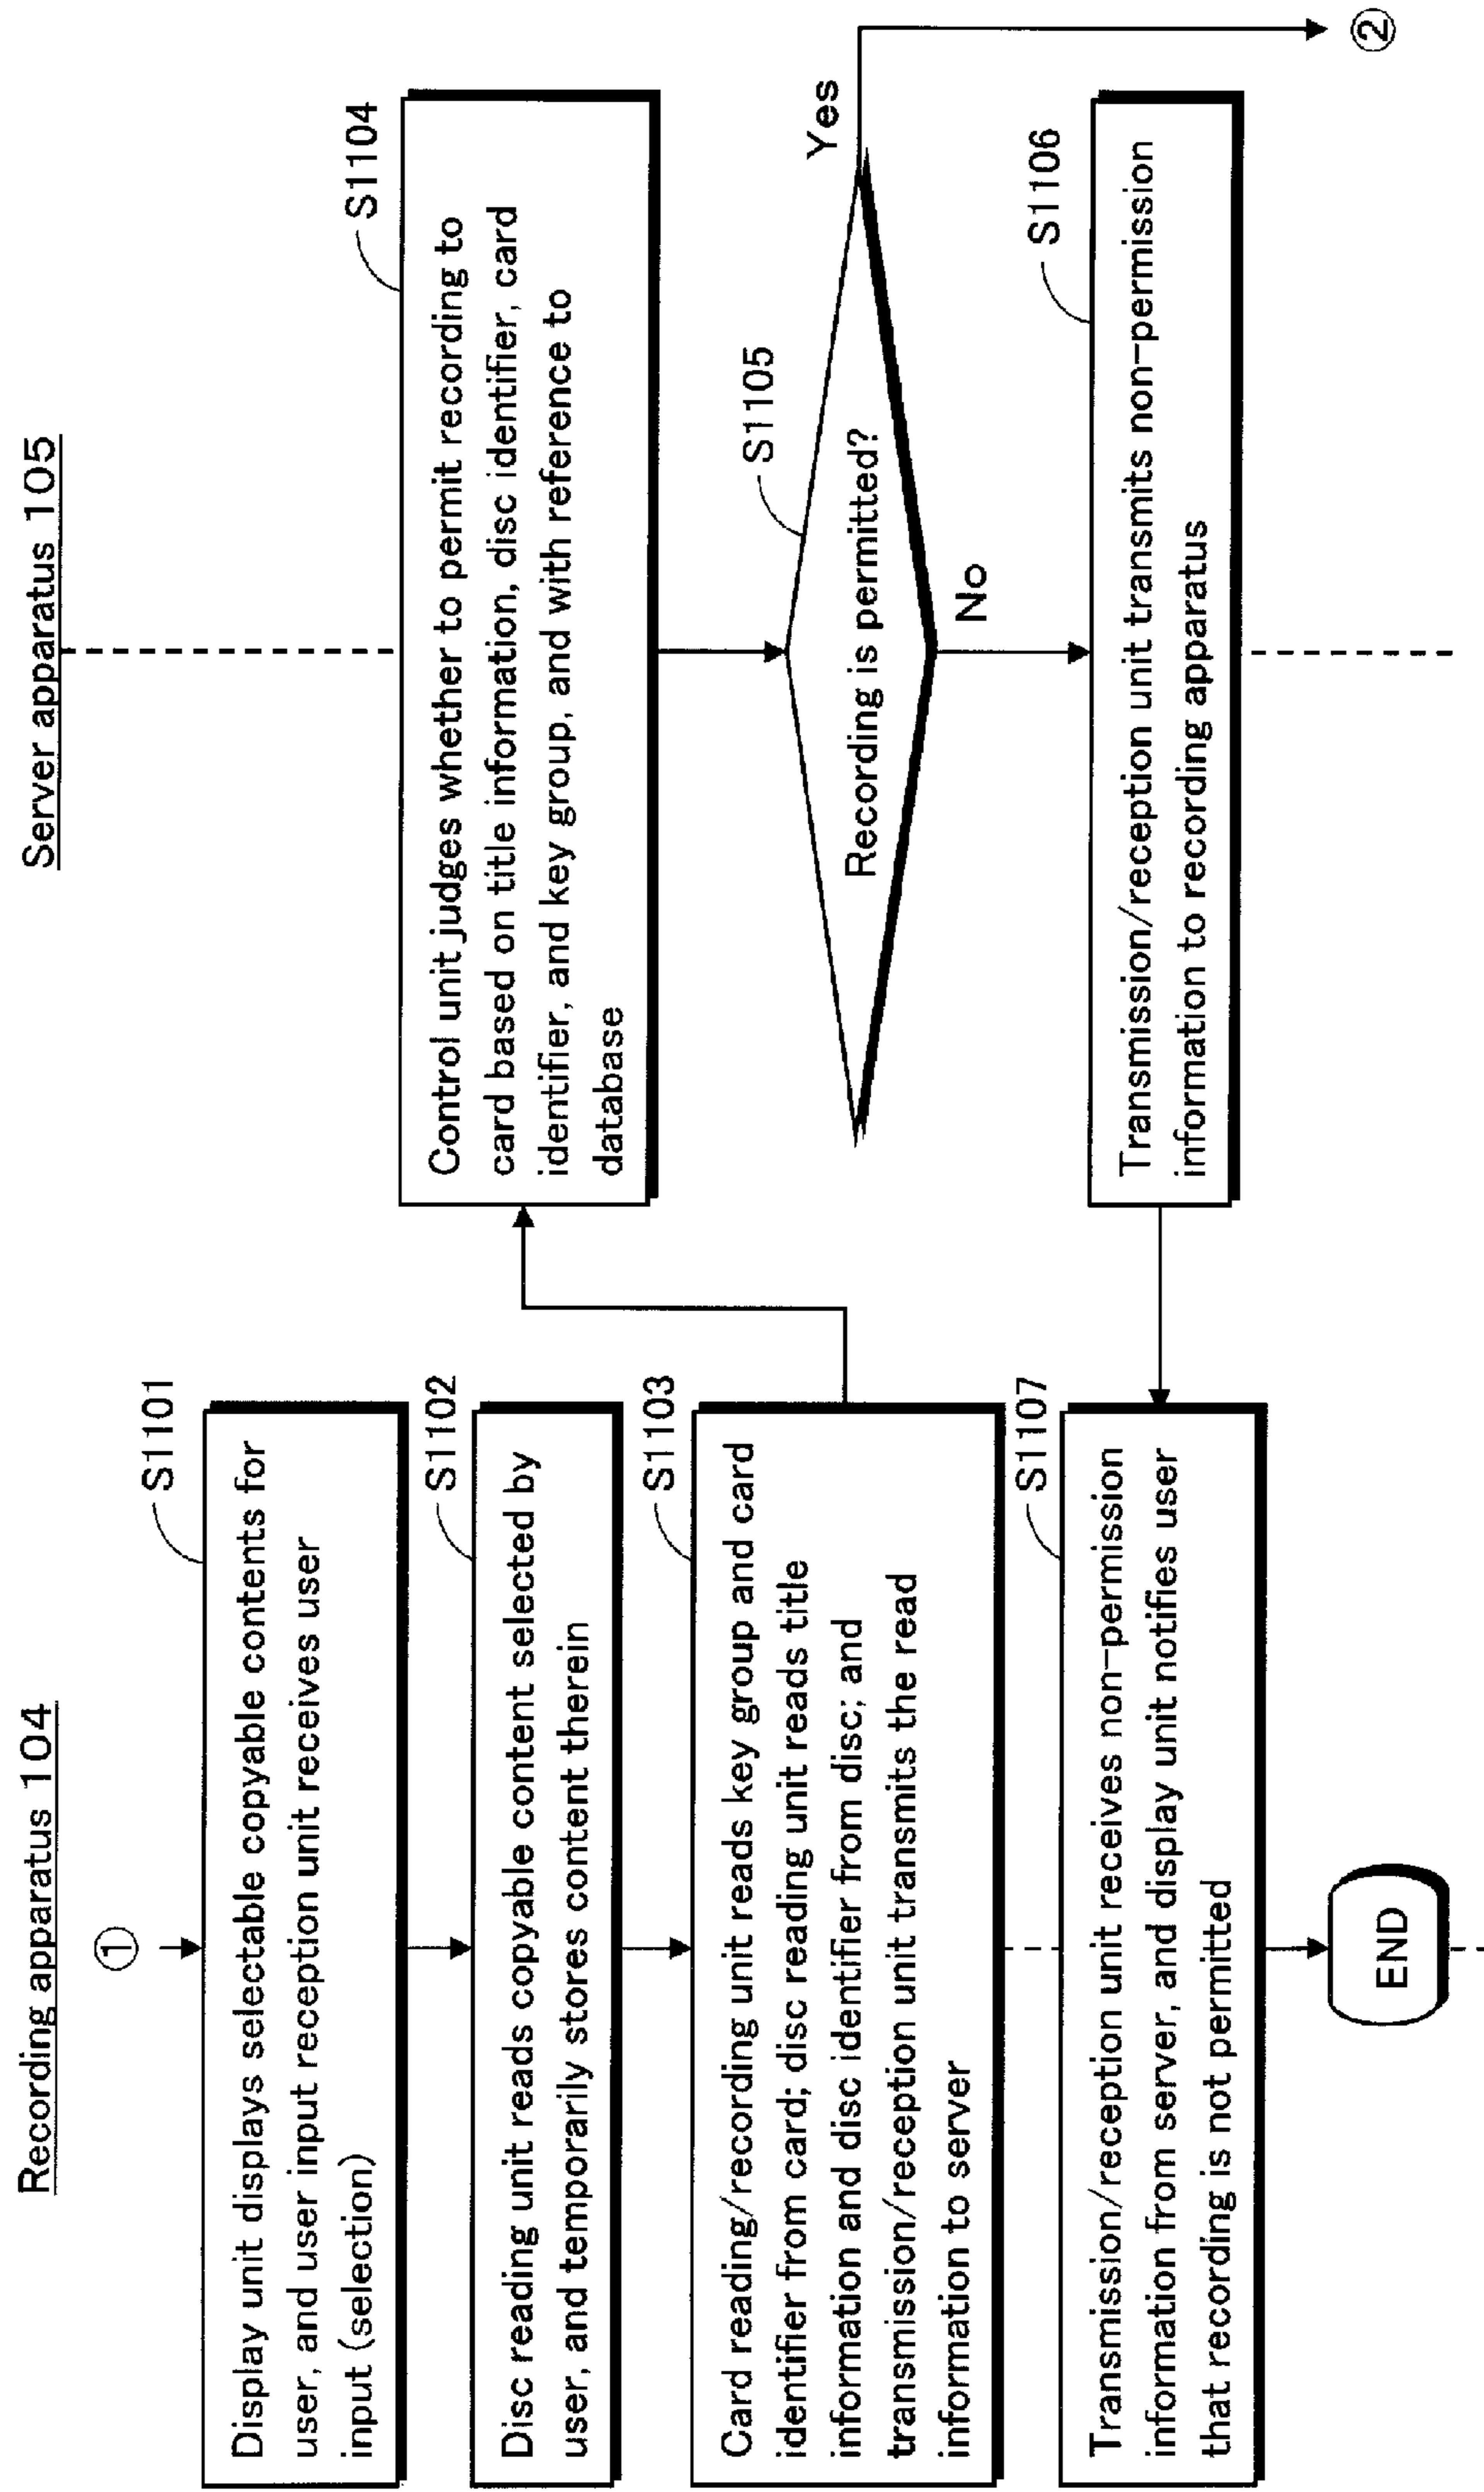 Recording apparatus 104
Server apparatus 105
①
S1101
Display unit displays selectable copyable contents for
user, and user input reception unit receives user
input (selection)
S1102
Disc reading unit reads copyable content selected by
user, and temporarily stores content therein
S1103
Card reading/recording unit reads key group and card
identifier from card; disc reading unit reads title
information and disc identifier from disc; and
transmission/reception unit transmits the read
information to server
S1104
Control unit judges whether to permit recording to
card based on title information, disc identifier, card
identifier, and key group, and with reference to
database
S1105
Recording is permitted?
Yes
②
No
S1106
Transmission/reception unit transmits non-permission
information to recording apparatus
S1107
Transmission/reception unit receives non-permission
information from server, and display unit notifies user
that recording is not permitted
END